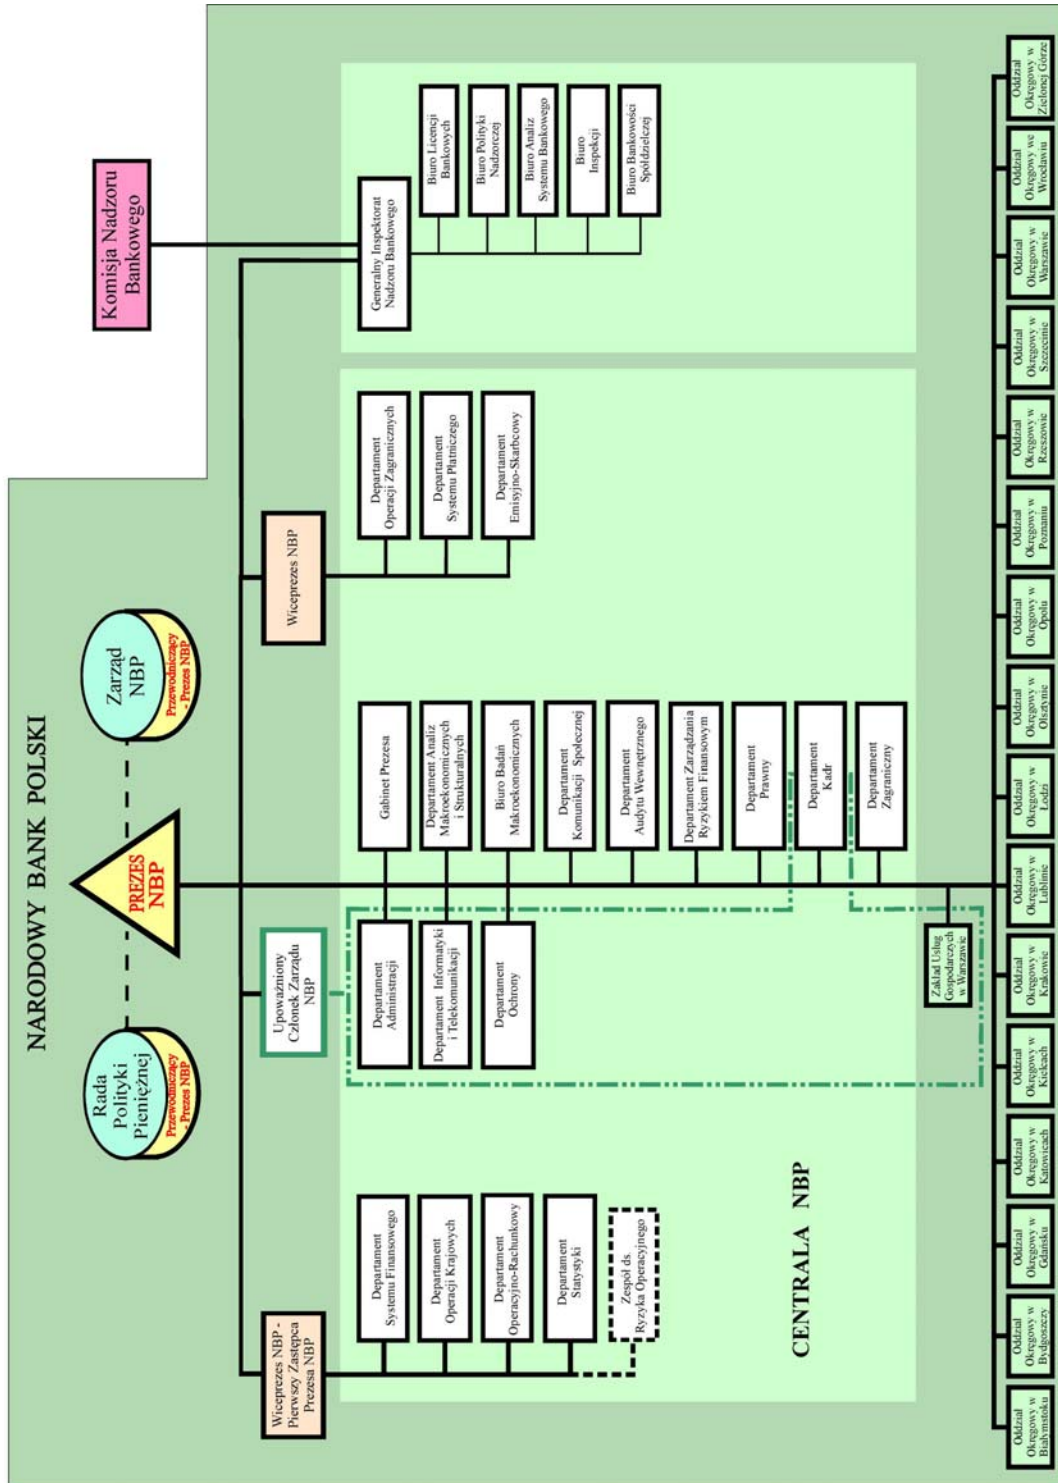 NARODOWY BANK POLSKI
Komisja Nadzoru
Bankowego
Rada
Polityki
Pieniężnej
Przewodniczący
- Prezes NBP
PREZES
NBP
Zarząd
NBP
Przewodniczący
- Prezes NBP
Wiceprezes NBP -
Pierwszy Zastępca
Prezesa NBP
Upoważniony
Członek Zarządu
NBP
Wiceprezes NBP
Generalny Inspektorat
Nadzoru Bankowego
Departament
Systemu Finansowego
Departament
Operacji Krajowych
Departament
Operacyjno-Rachunkowy
Departament
Statystyki
Zespół ds.
Ryzyka Operacyjnego
Departament
Administracji
Departament Informatyki
i Telekomunikacji
Departament
Ochrony
Gabinet Prezesa
Departament Analiz
Makroekonomicznych
i Strukturalnych
Biuro Badań
Makroekonomicznych
Departament
Komunikacji Społecznej
Departament
Audytu Wewnętrznego
Departament Zarządzania
Ryzykiem Finansowym
Departament
Prawny
Departament
Kadr
Departament
Zagraniczny
Departament
Operacji Zagranicznych
Departament
Systemu Płatniczego
Departament
Emisyjno-Skarbcowy
Biuro Licencji
Bankowych
Biuro Polityki
Nadzorczej
Biuro Analiz
Systemu Bankowego
Biuro
Inspekcji
Biuro Bankowości
Spółdzielczej
CENTRALA NBP
Zakład Usług
Gospodarczych
w Warszawie
Oddział
Okręgowy w
Białymstoku
Oddział
Okręgowy w
Bydgoszczy
Oddział
Okręgowy w
Gdańsku
Oddział
Okręgowy w
Katowicach
Oddział
Okręgowy w
Kielcach
Oddział
Okręgowy w
Krakowie
Oddział
Okręgowy w
Lublinie
Oddział
Okręgowy w
Łodzi
Oddział
Okręgowy w
Olsztynie
Oddział
Okręgowy w
Opolu
Oddział
Okręgowy w
Poznaniu
Oddział
Okręgowy w
Rzeszowie
Oddział
Okręgowy w
Szczecinie
Oddział
Okręgowy w
Warszawie
Oddział
Okręgowy we
Wrocławiu
Oddział
Okręgowy w
Zielonej Górze